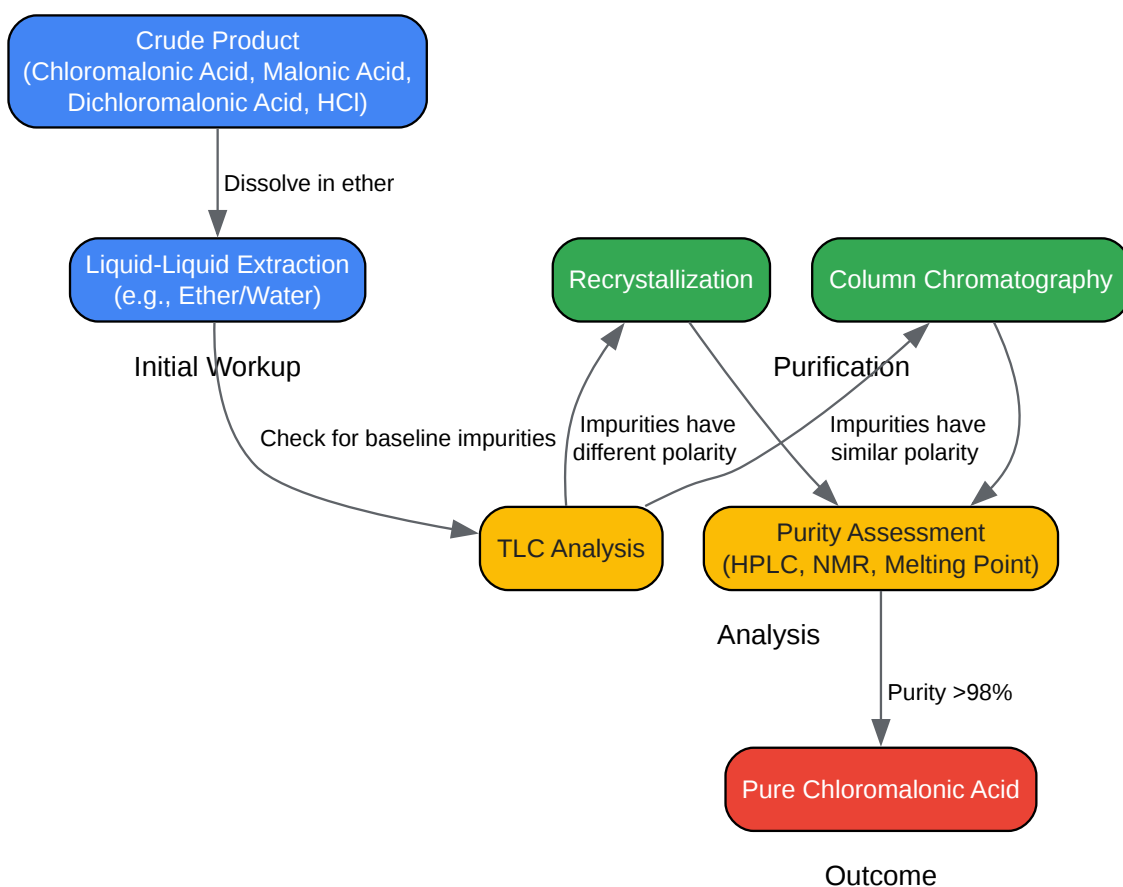 Crude Product
(Chloromalonic Acid, Malonic Acid,
Dichloromalonic Acid, HCl)
Dissolve in ether
Liquid-Liquid Extraction
(e.g., Ether/Water)
Recrystallization
Column Chromatography
Initial Workup
Purification
Check for baseline impurities
Impurities have
different polarity
Impurities have
similar polarity
TLC Analysis
Purity Assessment
(HPLC, NMR, Melting Point)
Analysis
Purity >98%
Pure Chloromalonic Acid
Outcome